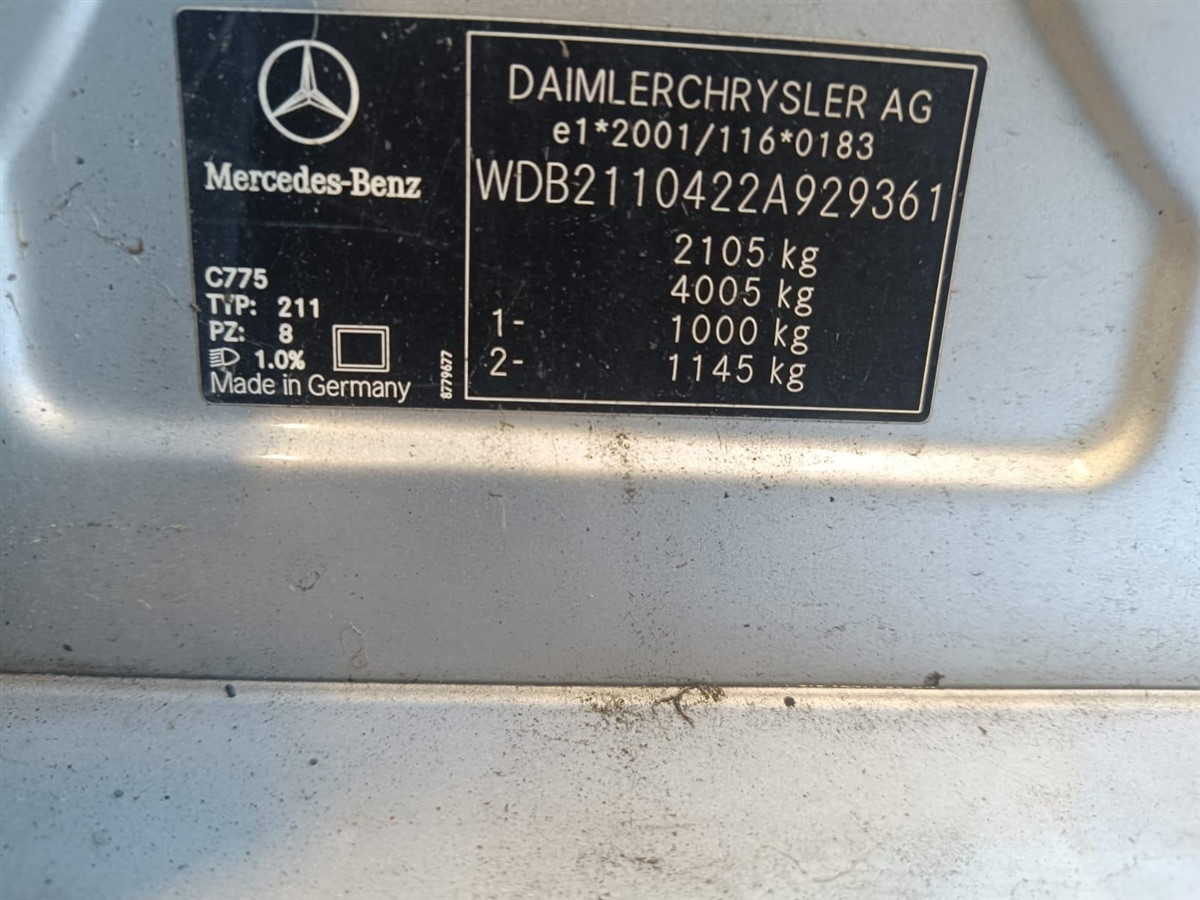 Mercedes-Benz
C775
TYP: 211
PZ: 8
1.0%
Made in Germany
8779677
DAIMLERCHRYSLER AG
e1*2001/116*0183
WDB2110422A929361
2105 kg
4005 kg
1- 1000 kg
2- 1145 kg